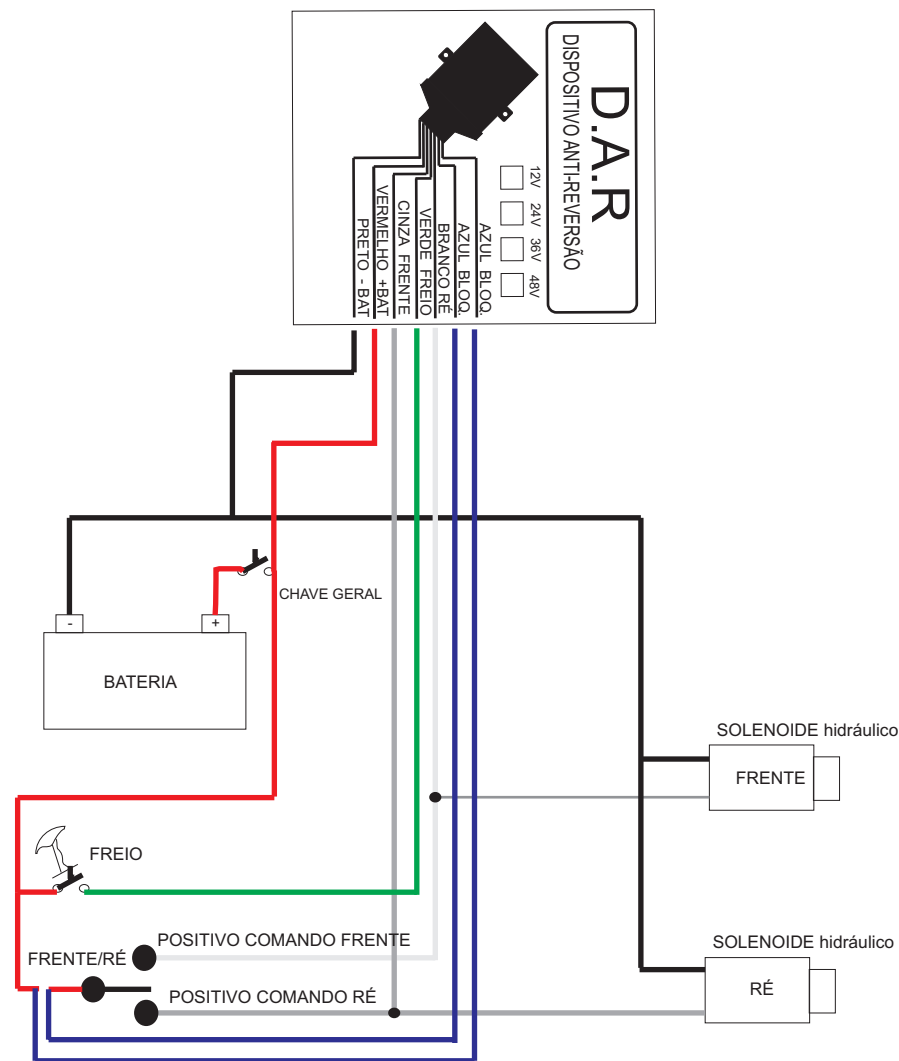 D.A.R
DISPOSITIVO ANTI-REVERSÃO
12V
24V
36V
48V
PRETO - BAT
VERMELHO +BAT
CINZA FRENTE
VERDE FREIO
BRANCO RÉ
AZUL BLOQ.
AZUL BLOQ.
CHAVE GERAL
-
+
BATERIA
SOLENOIDE hidráulico
FRENTE
FREIO
POSITIVO COMANDO FRENTE
FRENTE/RÉ
POSITIVO COMANDO RÉ
SOLENOIDE hidráulico
RÉ